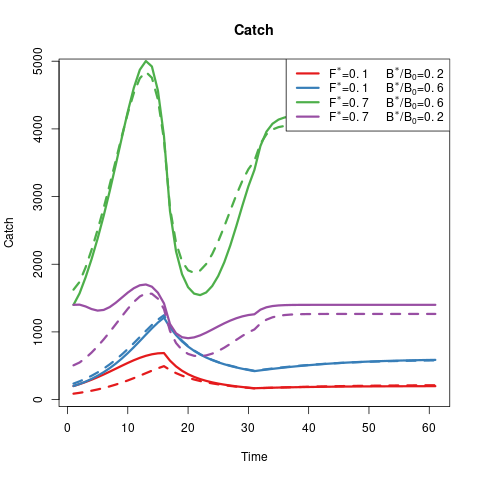 Catch
F*=0.1 B*/B₀=0.2
F*=0.1 B*/B₀=0.6
F*=0.7 B*/B₀=0.6
F*=0.7 B*/B₀=0.2
Catch
0
1000
2000
3000
4000
5000
0 10 20 30 40 50 60
Time